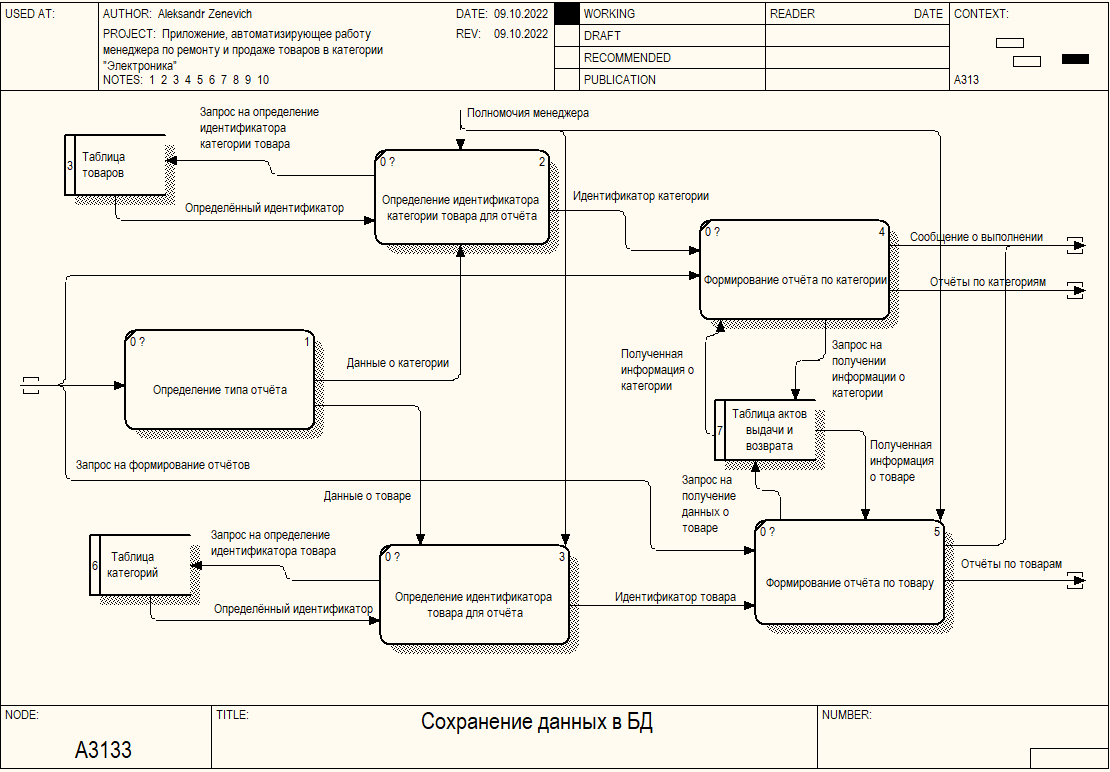 USED AT:
AUTHOR: Aleksandr Zenevich
DATE: 09.10.2022
PROJECT: Приложение, автоматизирующее работу
менеджера по ремонту и продаже товаров в категории
"Электроника"
REV: 09.10.2022
NOTES: 1 2 3 4 5 6 7 8 9 10
WORKING
DRAFT
RECOMMENDED
PUBLICATION
READER
DATE
CONTEXT:
A313
Запрос на определение
идентификатора
категории товара
Полномочия менеджера
3
Таблица
товаров
0 ?
2
Определение идентификатора
категории товара для отчёта
Определённый идентификатор
Идентификатор категории
0 ?
4
Формирование отчёта по категории
Сообщение о выполнении
Отчёты по категориям
0 ?
1
Определение типа отчёта
Данные о категории
Полученная
информация о
категории
Запрос на
получении
информации о
категории
7
Таблица актов
выдачи и
возврата
Полученная
информация
о товаре
Запрос на формирование отчётов
Данные о товаре
Запрос на
получение
данных о
товаре
Запрос на определение
идентификатора товара
6
Таблица
категорий
0 ?
3
Определение идентификатора
товара для отчёта
Определённый идентификатор
Идентификатор товара
0 ?
5
Формирование отчёта по товару
Отчёты по товарам
NODE:
A3133
TITLE:
Сохранение данных в БД
NUMBER: